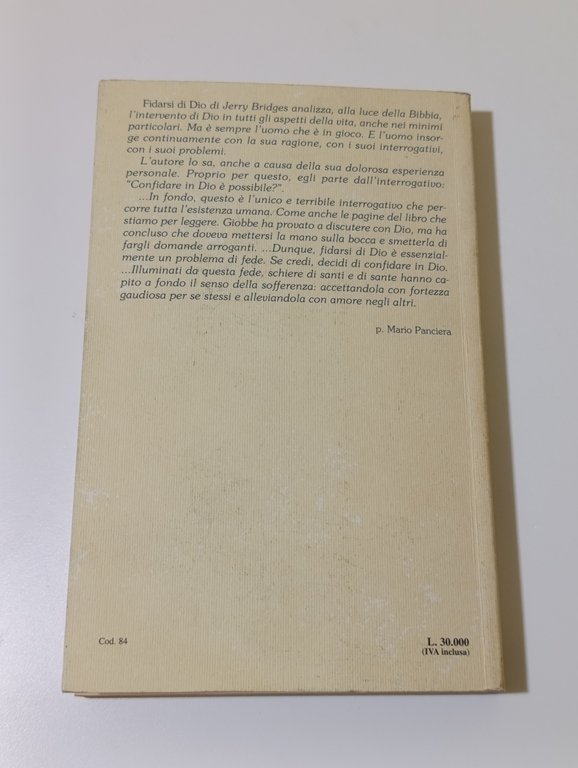 Fidarsi di Dio di Jerry Bridges analizza, alla luce della Bibbia,
l'intervento di Dio in tutti gli aspetti della vita, anche nei minimi
particolari. Ma è sempre l'uomo che è in gioco. E l'uomo insor-
ge continuamente con la sua ragione, con i suoi interrogativi,
con i suoi problemi.
L'autore lo sa, anche a causa della sua dolorosa esperienza
personale. Proprio per questo, egli parte dall'interrogativo:
"Confidare in Dio è possibile?".
...In fondo, questo è l'unico e terribile interrogativo che per-
corre tutta l'esistenza umana. Come anche le pagine del libro che
stiamo per leggere. Giobbe ha provato a discutere con Dio, ma ha
concluso che doveva mettersi la mano sulla bocca e smetterla di
fargli domande arroganti. ...Dunque, fidarsi di Dio è essenzial-
mente un problema di fede. Se credi, decidi di confidare in Dio.
...Illuminati da questa fede, schiere di santi e di sante hanno ca-
pito a fondo il senso della sofferenza: accettandola con fortezza
gaudiosa per se stessi e alleviandola con amore negli altri.
p. Mario Panciera
Cod. 84
L. 30.000
(IVA inclusa)